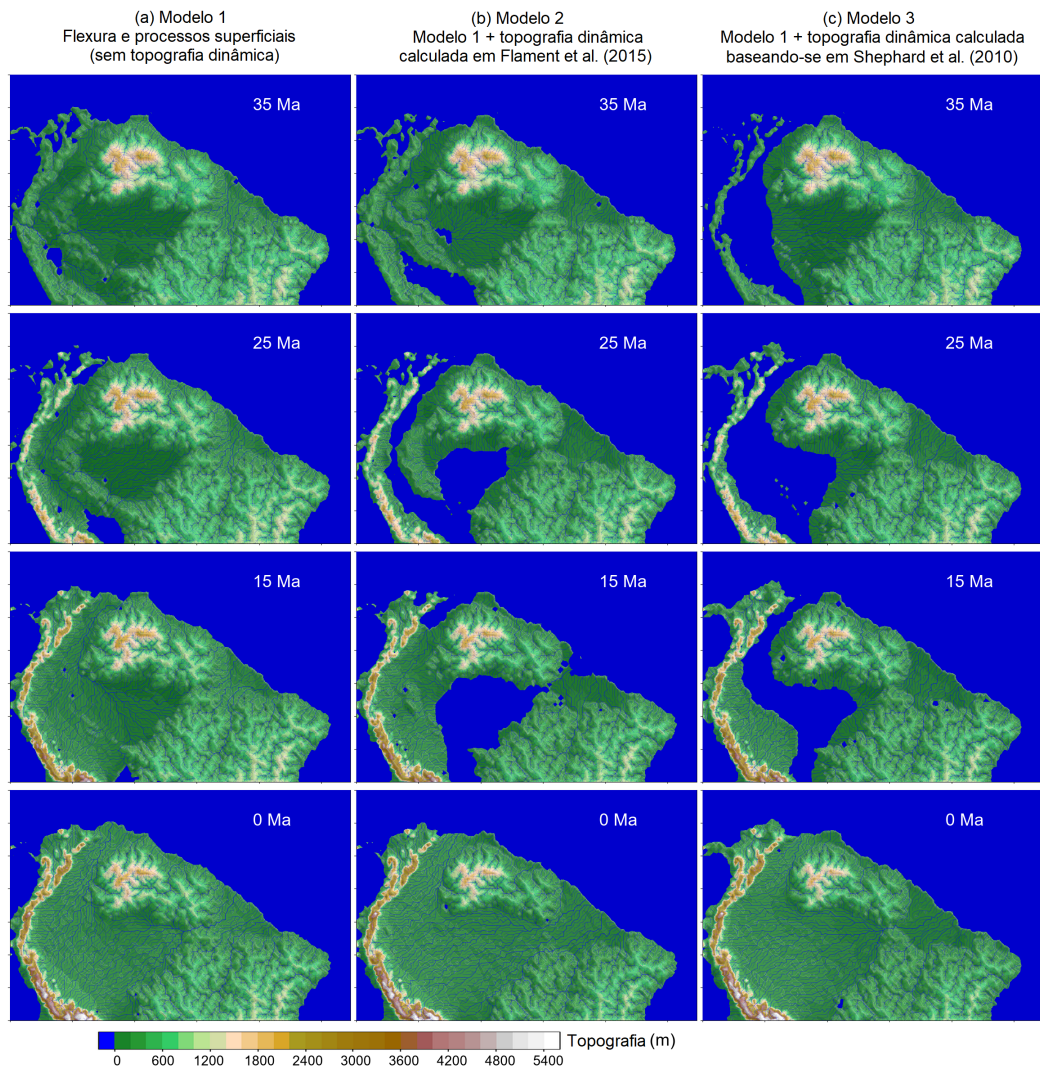 (a) Modelo 1
Flexura e processos superficiais
(sem topografia dinâmica)
(b) Modelo 2
Modelo 1 + topografia dinâmica
calculada em Flament et al. (2015)
(c) Modelo 3
Modelo 1 + topografia dinâmica calculada
baseando-se em Shephard et al. (2010)
35 Ma
35 Ma
35 Ma
25 Ma
25 Ma
25 Ma
15 Ma
15 Ma
15 Ma
0 Ma
0 Ma
0 Ma
Topografia (m)
0 600 1200 1800 2400 3000 3600 4200 4800 5400